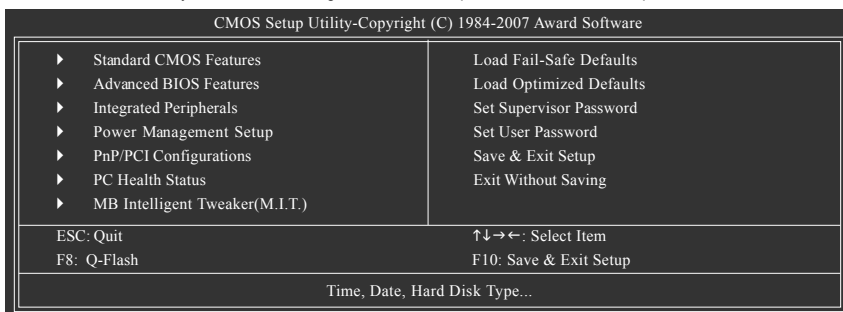 CMOS Setup Utility-Copyright (C) 1984-2007 Award Software
Standard CMOS Features
Advanced BIOS Features
Integrated Peripherals
Power Management Setup
PnP/PCI Configurations
PC Health Status
MB Intelligent Tweaker(M.I.T.)
Load Fail-Safe Defaults
Load Optimized Defaults
Set Supervisor Password
Set User Password
Save & Exit Setup
Exit Without Saving
ESC: Quit
F8: Q-Flash
↑↓→←: Select Item
F10: Save & Exit Setup
Time, Date, Hard Disk Type...